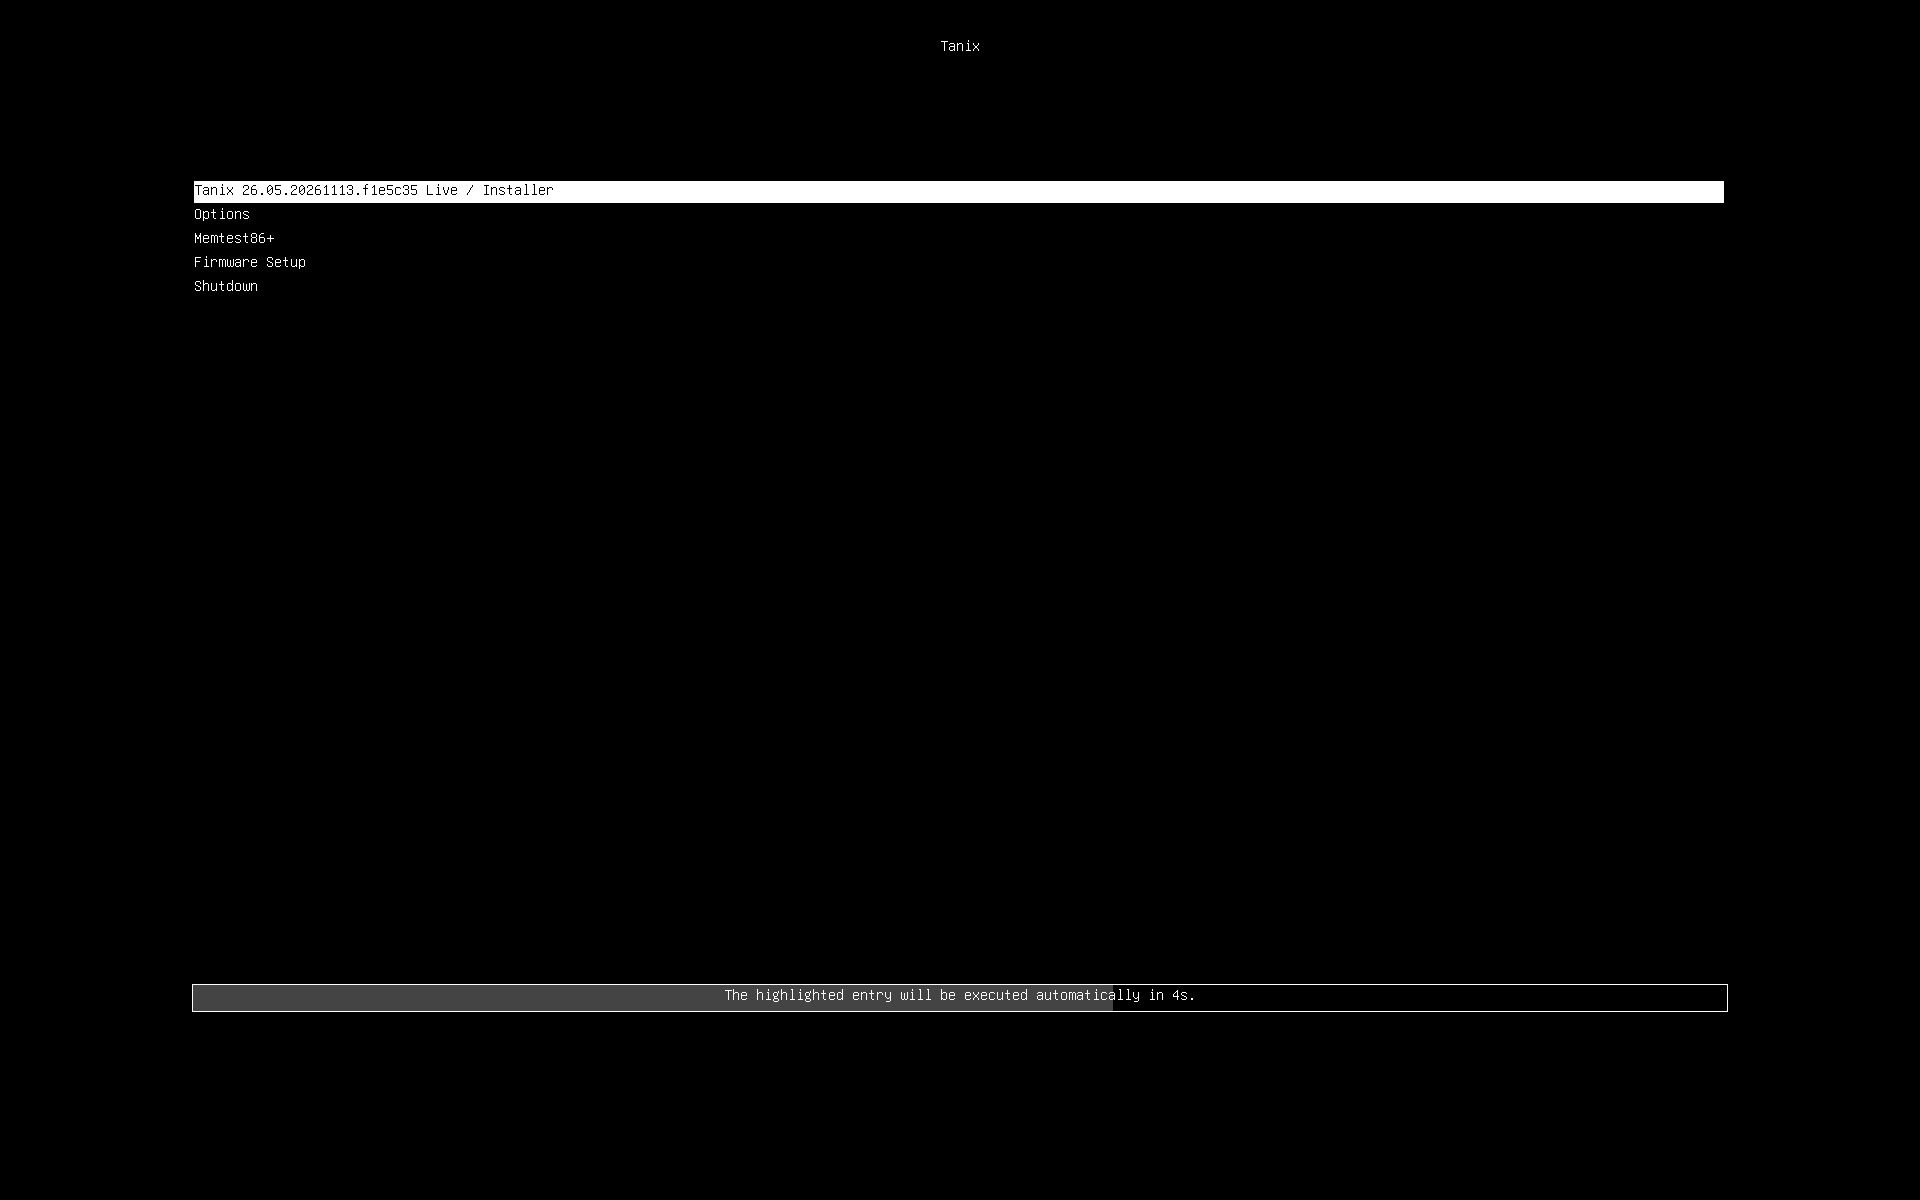 Tanix
Tanix 26.05.20261113.f1e5c35 Live / Installer
Options
Memtest86+
Firmware Setup
Shutdown
The highlighted entry will be executed automatically in 4s.